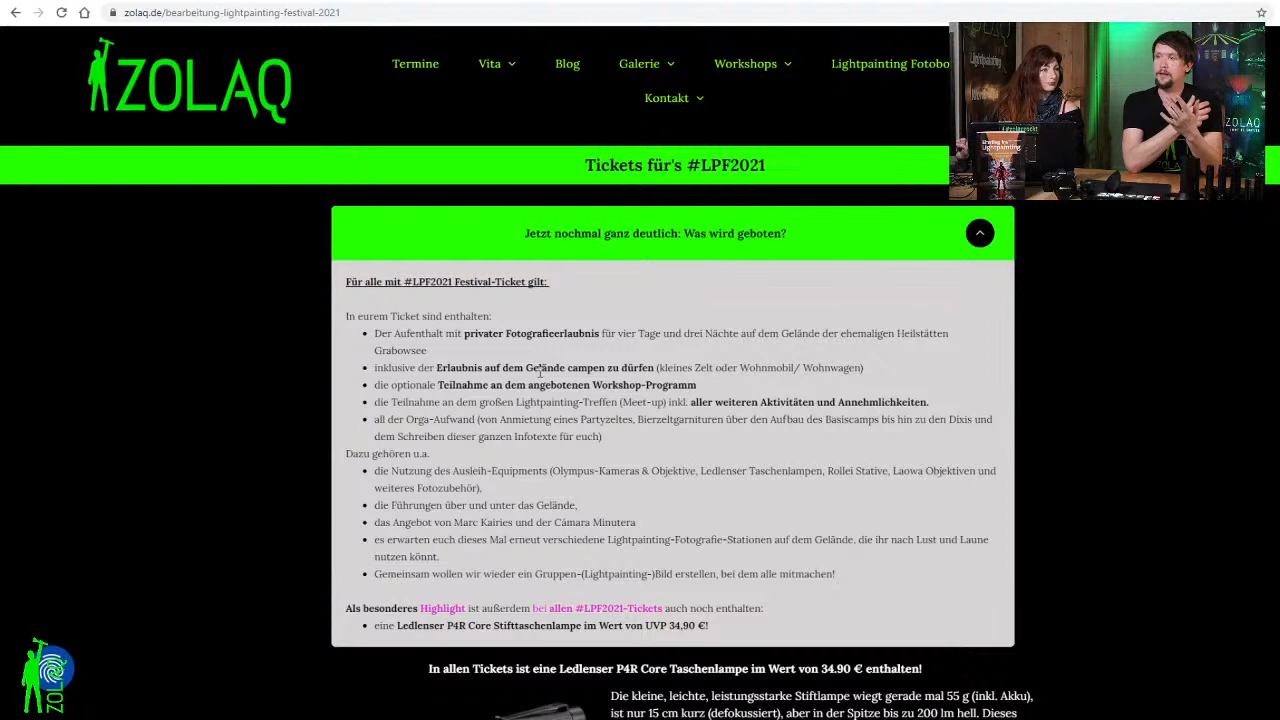 zolaq.de/bearbeitung-lightpainting-festival-2021
ZOLAQ
Termine Vita Blog Galerie Workshops Lightpainting Fotobo
Kontakt
Tickets für's #LPF2021
Jetzt nochmal ganz deutlich: Was wird geboten?
Für alle mit #LPF2021 Festival-Ticket gilt:
In eurem Ticket sind enthalten:
Der Aufenthalt mit privater Fotografieerlaubnis für vier Tage und drei Nächte auf dem Gelände der ehemaligen Heilstätten
Grabowsee
inklusive der Erlaubnis auf dem Gelände campen zu dürfen (kleines Zelt oder Wohnmobil/ Wohnwagen)
die optionale Teilnahme an dem angebotenen Workshop-Programm
die Teilnahme an dem großen Lightpainting-Treffen (Meet-up) inkl. aller weiteren Aktivitäten und Annehmlichkeiten.
all der Orga-Aufwand (von Anmietung eines Partyzeltes, Bierzeltgarnituren über den Aufbau des Basiscamps bis hin zu den Dixis und
dem Schreiben dieser ganzen Infotexte für euch)
Dazu gehören u.a.
die Nutzung des Ausleih-Equipments (Olympus-Kameras & Objektive, Ledlenser Taschenlampen, Rollei Stative, Laowa Objektiven und
weiteres Fotozubehör),
die Führungen über und unter das Gelände,
das Angebot von Marc Kairies und der Cámara Minutera
es erwarten euch dieses Mal erneut verschiedene Lightpainting-Fotografie-Stationen auf dem Gelände, die ihr nach Lust und Laune
nutzen könnt.
Gemeinsam wollen wir wieder ein Gruppen-(Lightpainting-)Bild erstellen, bei dem alle mitmachen!
Als besonderes Highlight ist außerdem bei allen #LPF2021-Tickets auch noch enthalten:
eine Ledlenser P4R Core Stifttaschenlampe im Wert von UVP 34,90 €!
In allen Tickets ist eine Ledlenser P4R Core Taschenlampe im Wert von 34.90 € enthalten!
Die kleine, leichte, leistungsstarke Stiftlampe wiegt gerade mal 55 g (inkl. Akku),
ist nur 15 cm kurz (defokussiert), aber in der Spitze bis zu 200 lm hell. Dieses
Lightpainting
ZOLAQ